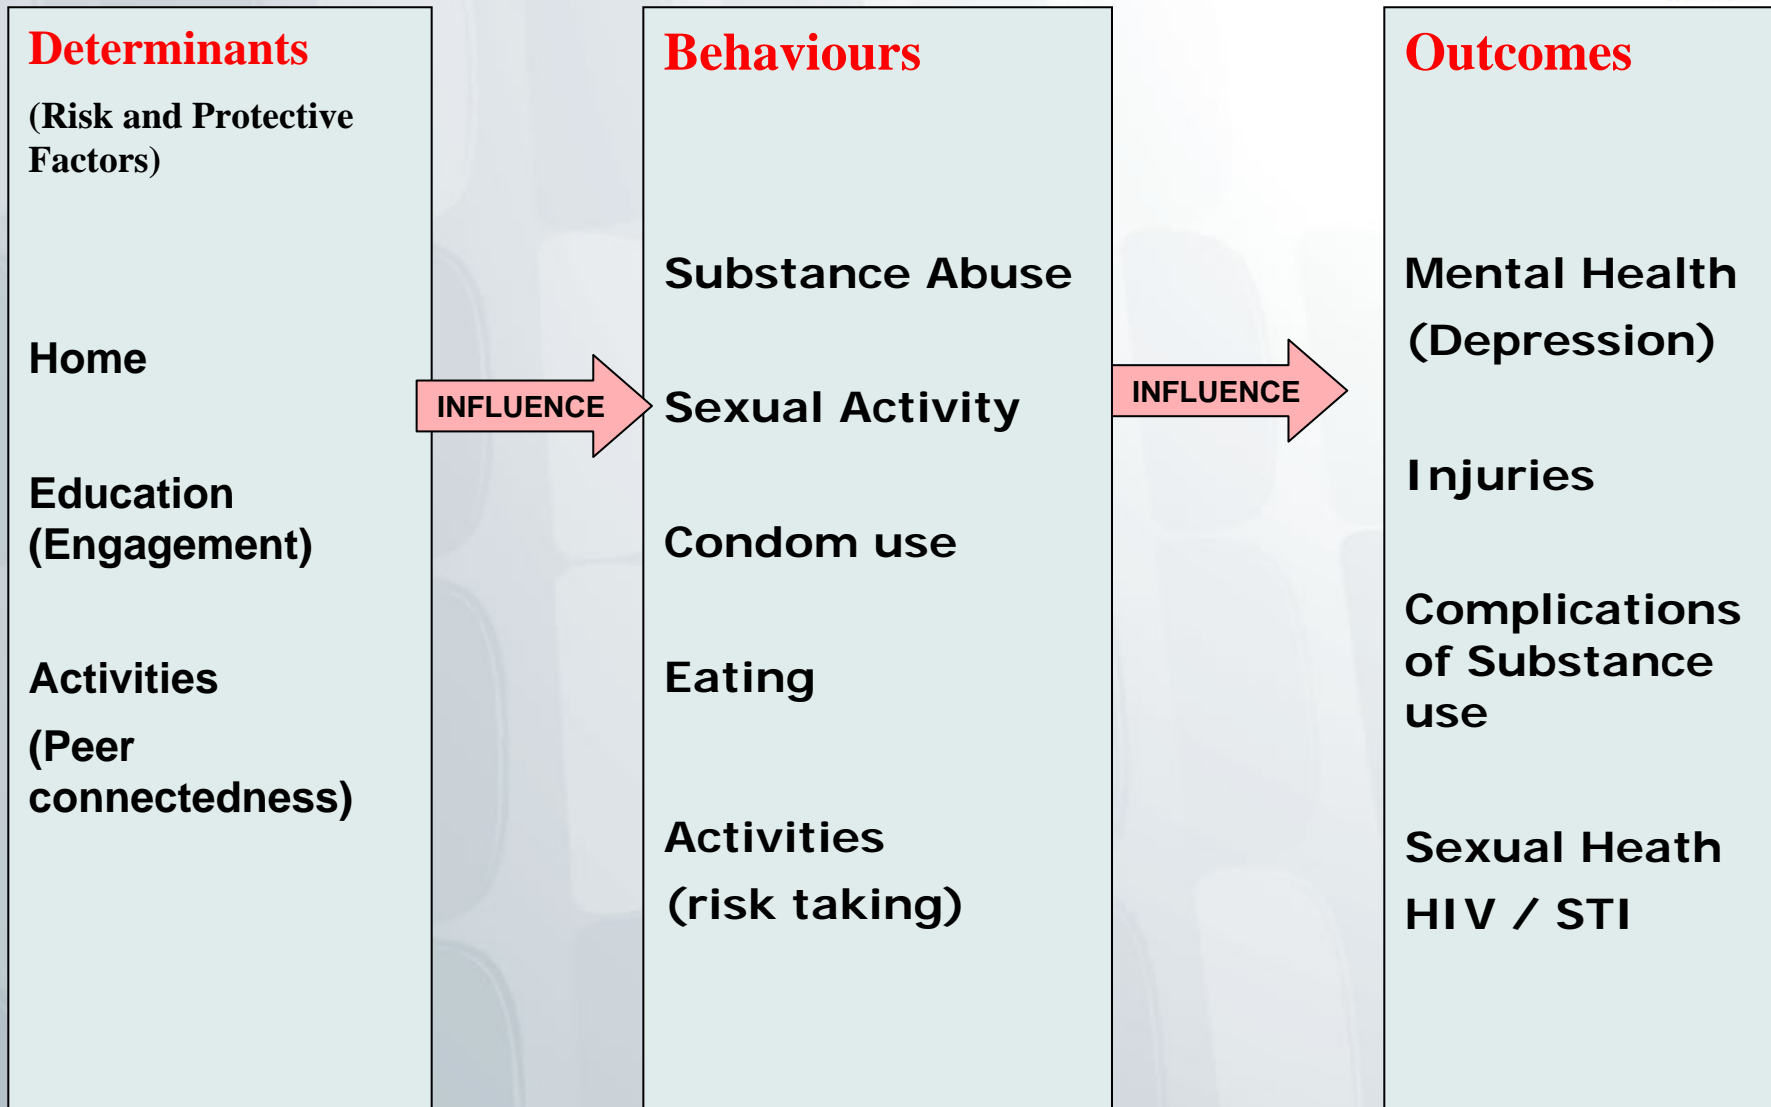 Determinants
(Risk and Protective
Factors)
Home
Education
(Engagement)
Activities
(Peer
connectedness)
INFLUENCE
Behaviours
Substance Abuse
Sexual Activity
Condom use
Eating
Activities
(risk taking)
INFLUENCE
Outcomes
Mental Health
(Depression)
Injuries
Complications
of Substance
use
Sexual Heath
HIV / STI